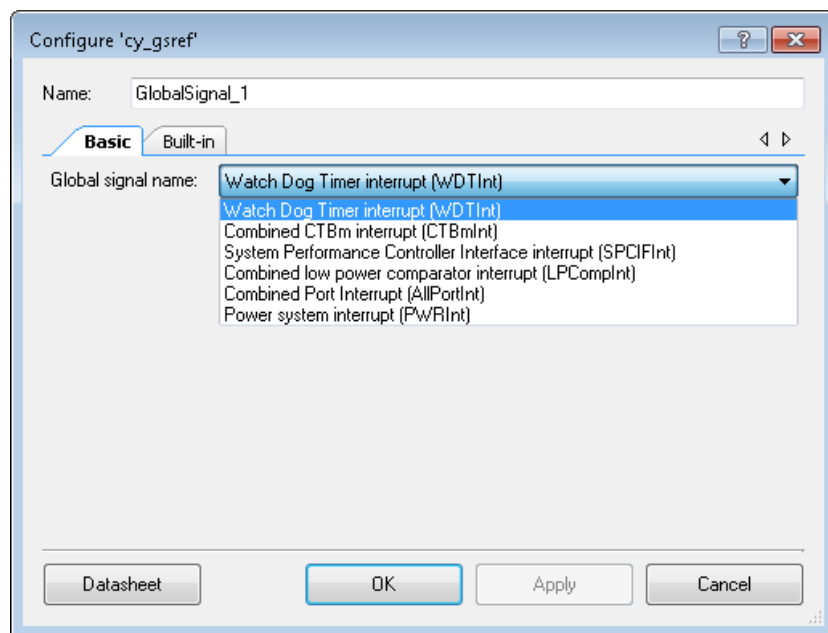 Configure 'cy_gsref'
Name: GlobalSignal_1
Basic Built-in
Global signal name: Watch Dog Timer interrupt (WDTInt)
Watch Dog Timer interrupt (WDTInt)
Combined CTBm interrupt (CTBmInt)
System Performance Controller Interface interrupt (SPCIFInt)
Combined low power comparator interrupt (LPCompInt)
Combined Port Interrupt (AllPortInt)
Power system interrupt (PWRInt)
Datasheet OK Apply Cancel